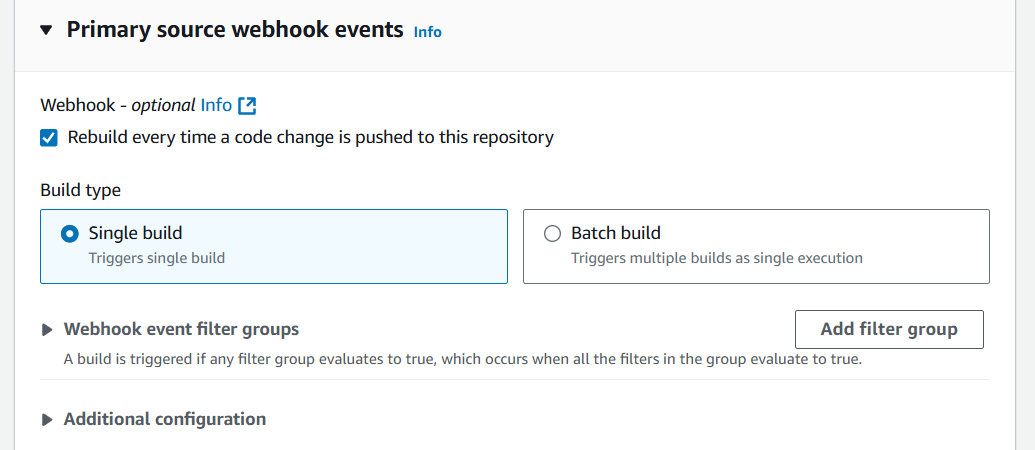 Primary source webhook events Info
Webhook - optional Info
Rebuild every time a code change is pushed to this repository
Build type
Single build
Triggers single build
Batch build
Triggers multiple builds as single execution
Webhook event filter groups
Add filter group
A build is triggered if any filter group evaluates to true, which occurs when all the filters in the group evaluate to true.
Additional configuration